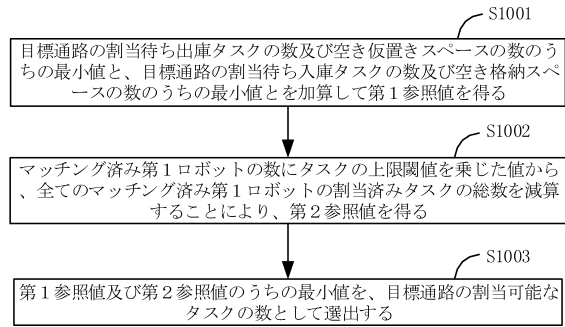 S1001
目標通路の割当待ち出庫タスクの数及び空き仮置きスペースの数のう
ちの最小値と、目標通路の割当待ち入庫タスクの数及び空き格納スペ
ースの数のうちの最小値とを加算して第１参照値を得る
S1002
マッチング済み第１ロボットの数にタスクの上限閾値を乗じた値から
、全てのマッチング済み第１ロボットの割当済みタスクの総数を減算
することにより、第２参照値を得る
S1003
第１参照値及び第２参照値のうちの最小値を、目標通路の割当可能な
タスクの数として選出する